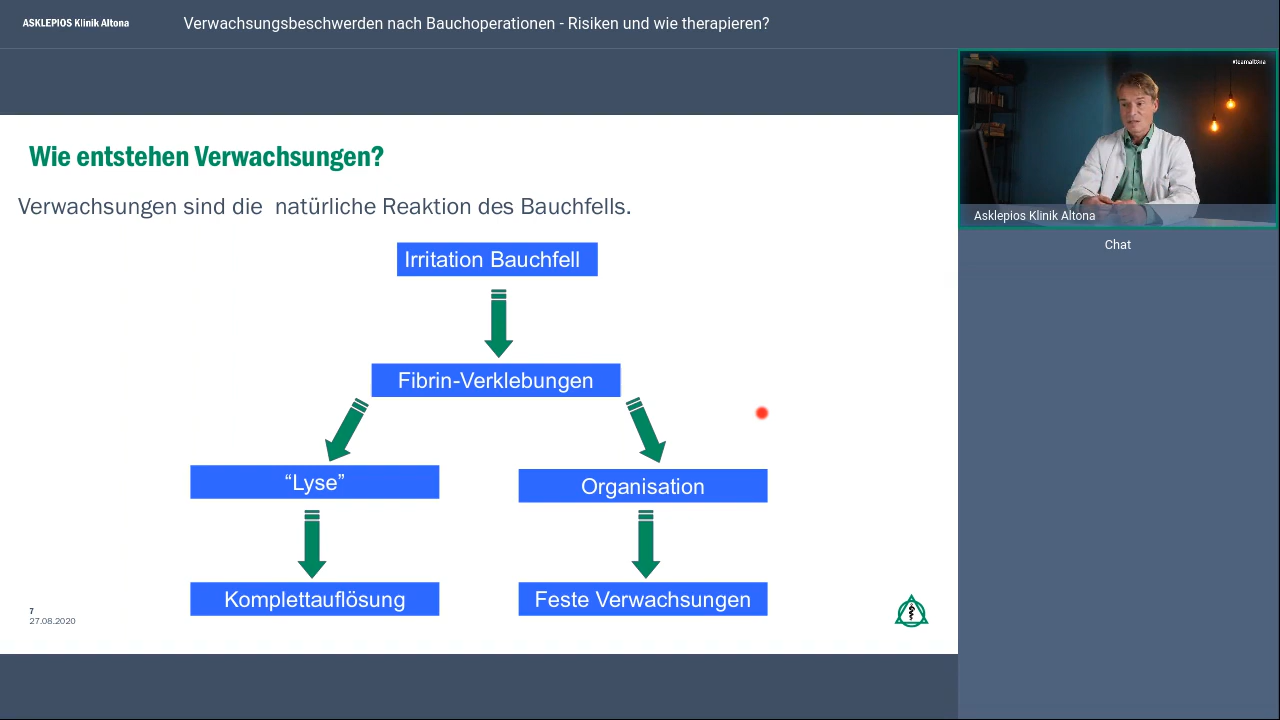 ASKLEPIOS Klinik Altona
Verwachsungsbeschwerden nach Bauchoperationen - Risiken und wie therapieren?
#teamaltona
Asklepios Klinik Altona
Chat
Wie entstehen Verwachsungen?
Verwachsungen sind die natürliche Reaktion des Bauchfells.
Irritation Bauchfell
Fibrin-Verklebungen
“Lyse”
Organisation
Komplettauflösung
Feste Verwachsungen
7
27.08.2020